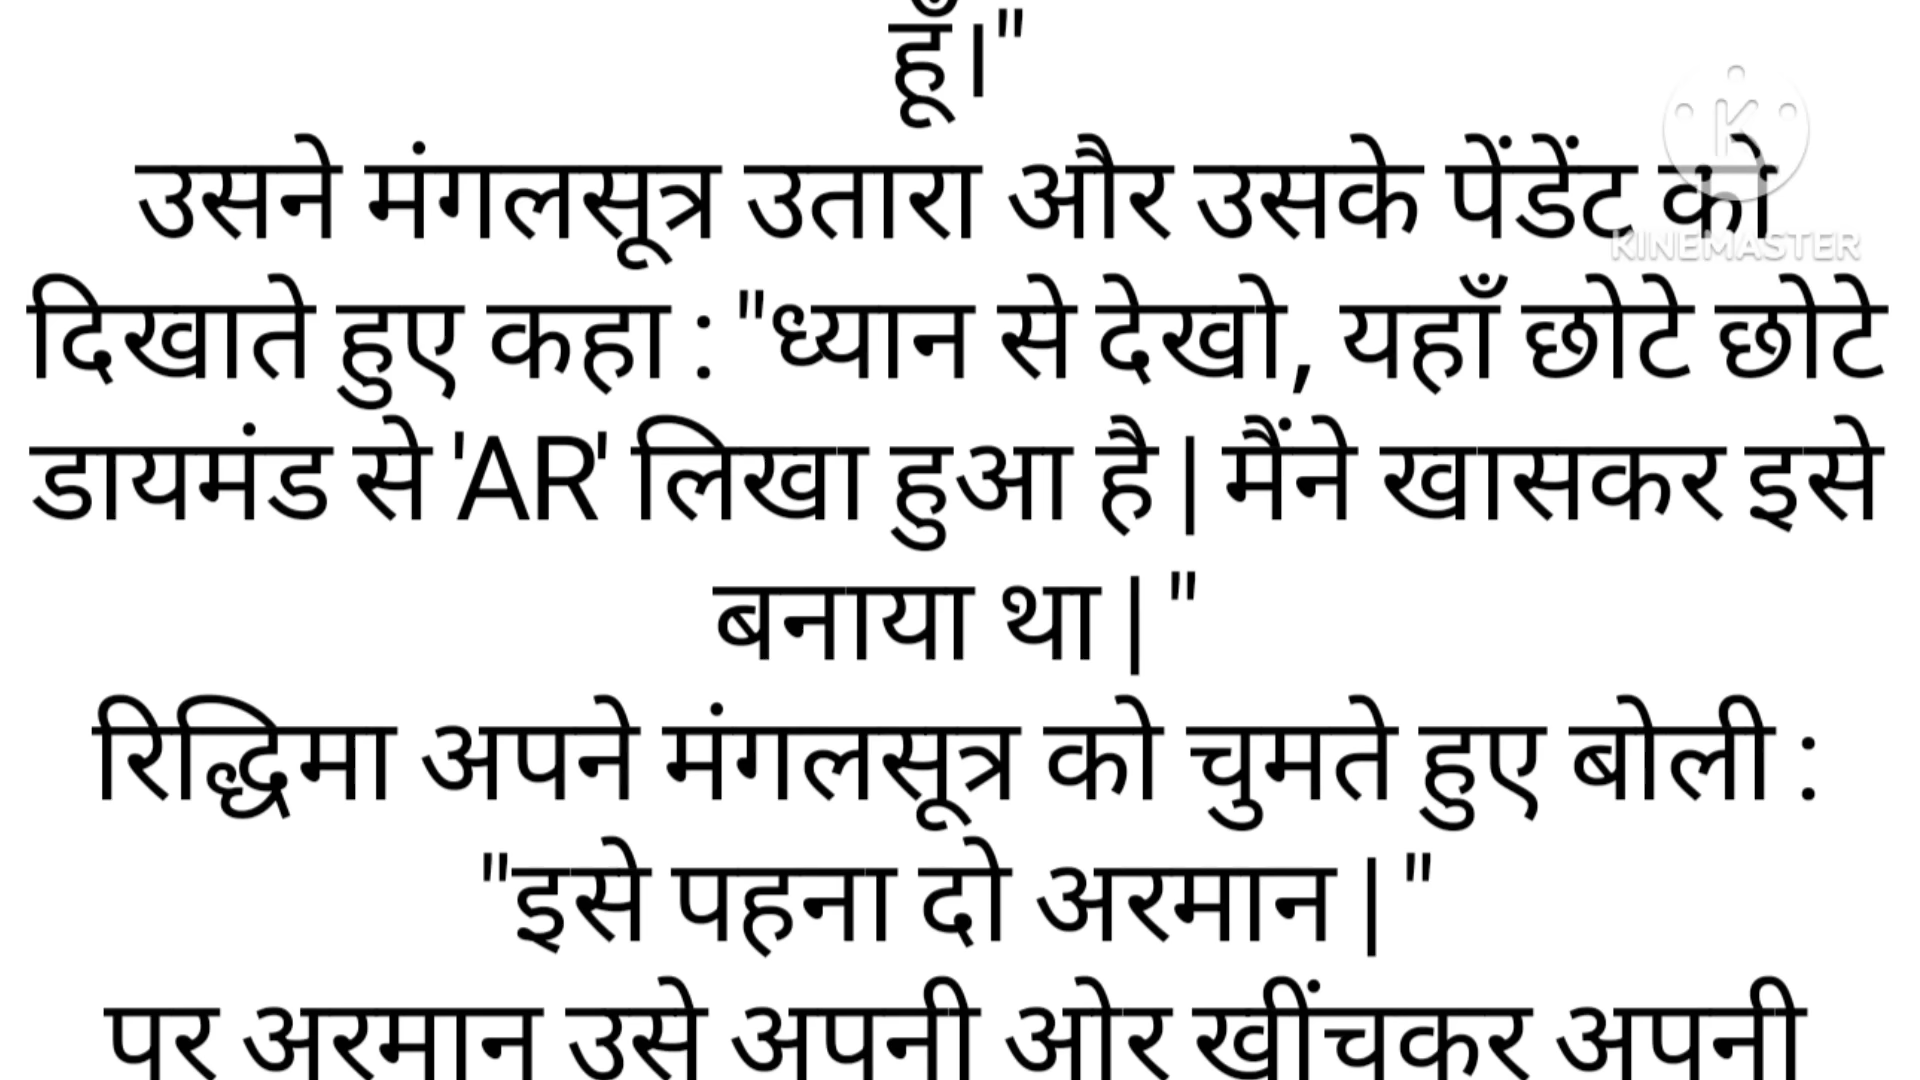 हूँ।"
KINEMASTER
उसने मंगलसूत्र उतारा और उसके पेंडेंट को
दिखाते हुए कहा : "ध्यान से देखो, यहाँ छोटे छोटे
डायमंड से 'AR' लिखा हुआ है | मैंने खासकर इसे
बनाया था | "
रिद्धिमा अपने मंगलसूत्र को चुमते हुए बोली :
"इसे पहना दो अरमान | "
पर अरमान उसे अपनी ओर खींचकर अपनी